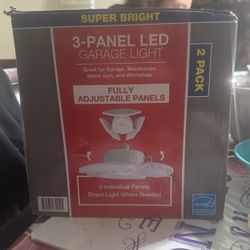 SUPER BRIGHT
3-PANEL LED
GARAGE LIGHT
Great for Garage, Warehouse,
Home Gym, and Workshop
2 PACK
FULLY
ADJUSTABLE PANELS
3 Individual Panels
Direct Light Where Needed